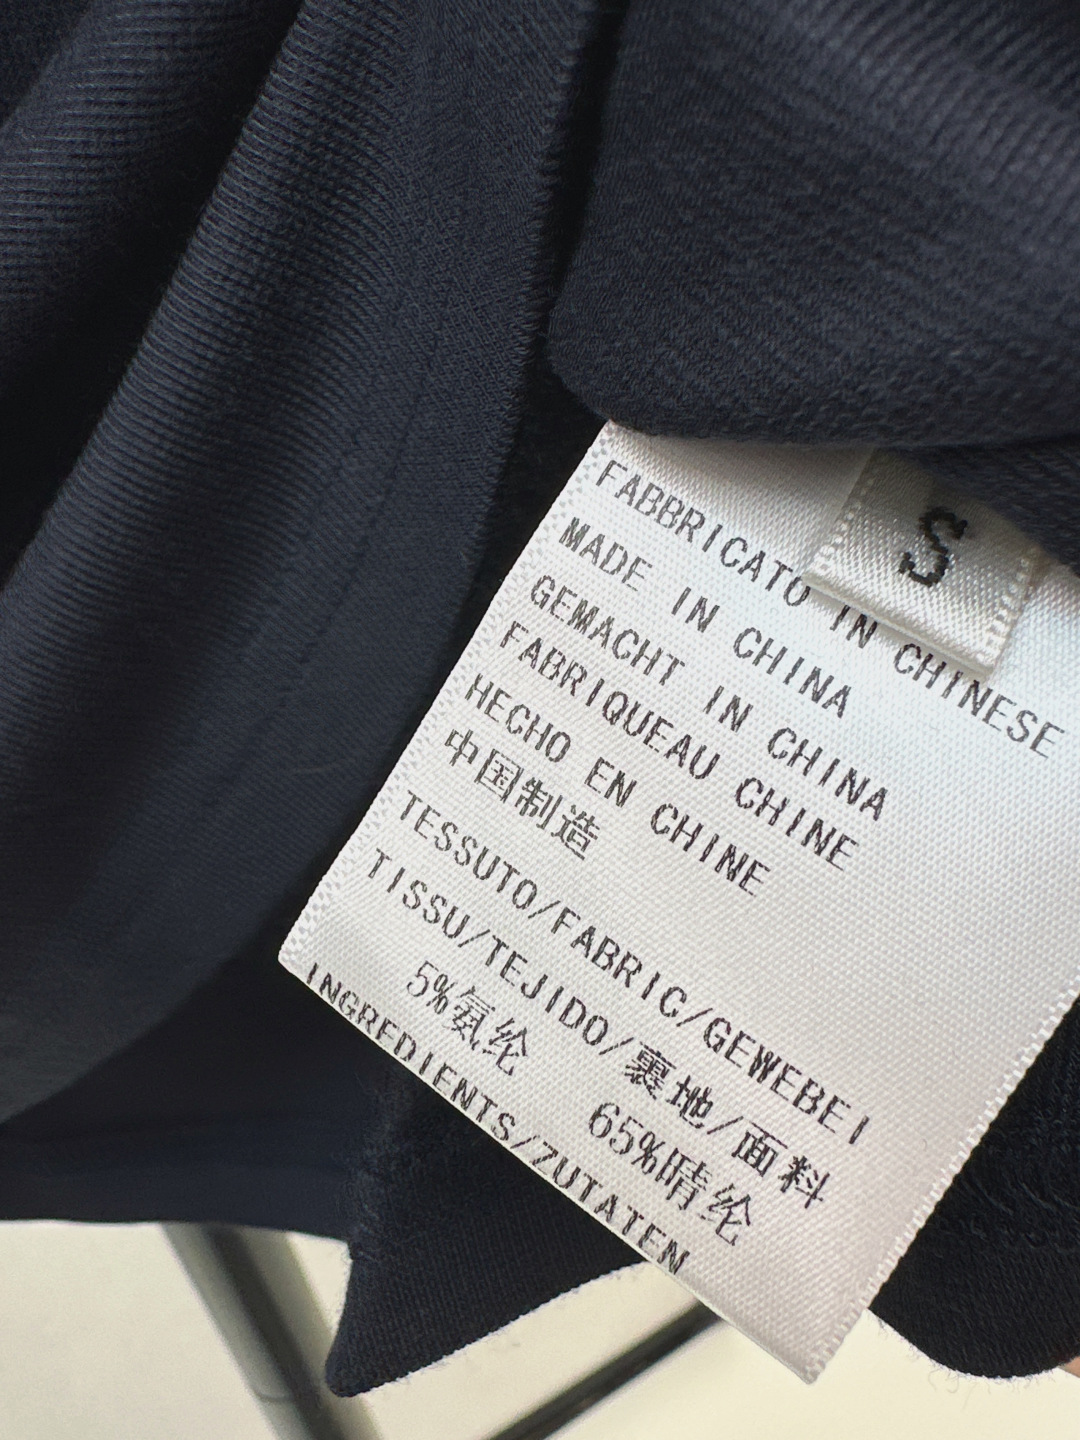 S
FABBRICATO IN CHINESE
MADE IN CHINA
GEMACHT IN CHINA
FABRIQUEAU CHINE
HECHO EN CHINE
中国制造
TESSUTO/FABRIC/GEWEBEI
TISSU/TEJIDO/裹地/面料
5%氨纶 65%晴纶
INGREDIENTS/ZUTATEN